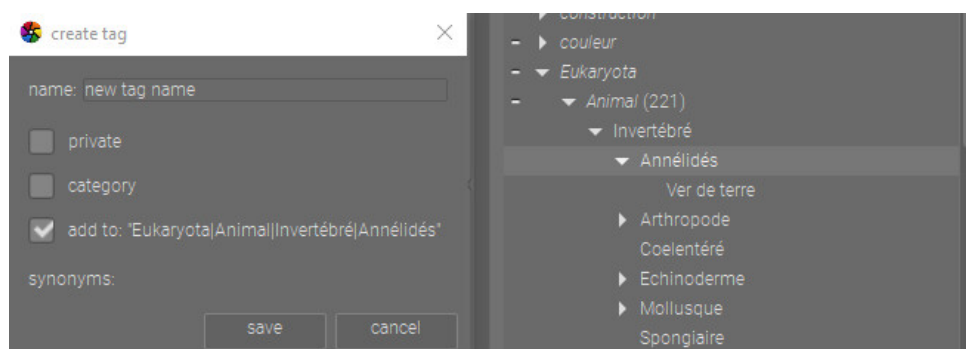 create tag
name: new tag name
private
category
add to: "Eukaryota|Animal|Invertébré|Annélidés"
synonyms:
save
cancel
construction
couleur
Eukaryota
Animal (221)
Invertébré
Annélidés
Ver de terre
Arthropode
Coelentéré
Echinoderme
Mollusque
Spongiaire